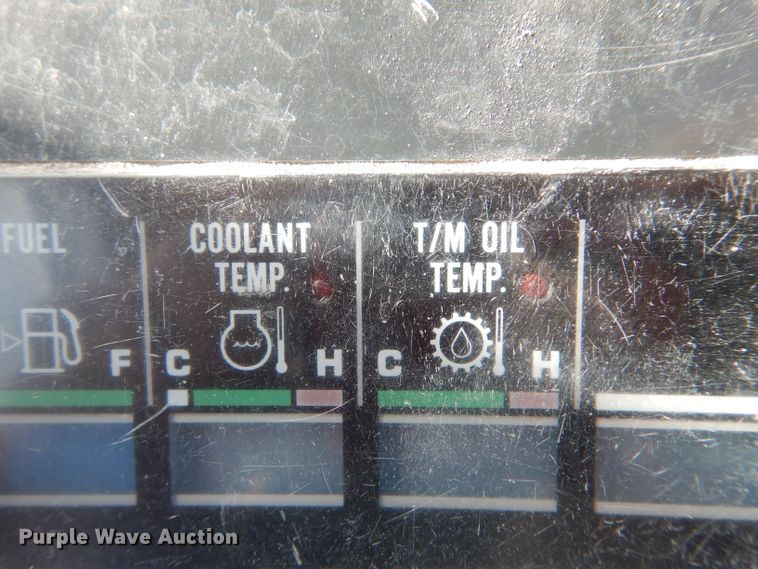 FUEL
COOLANT
TEMP.
T/M OIL
TEMP.
F
C
H
C
H
Purple Wave Auction®